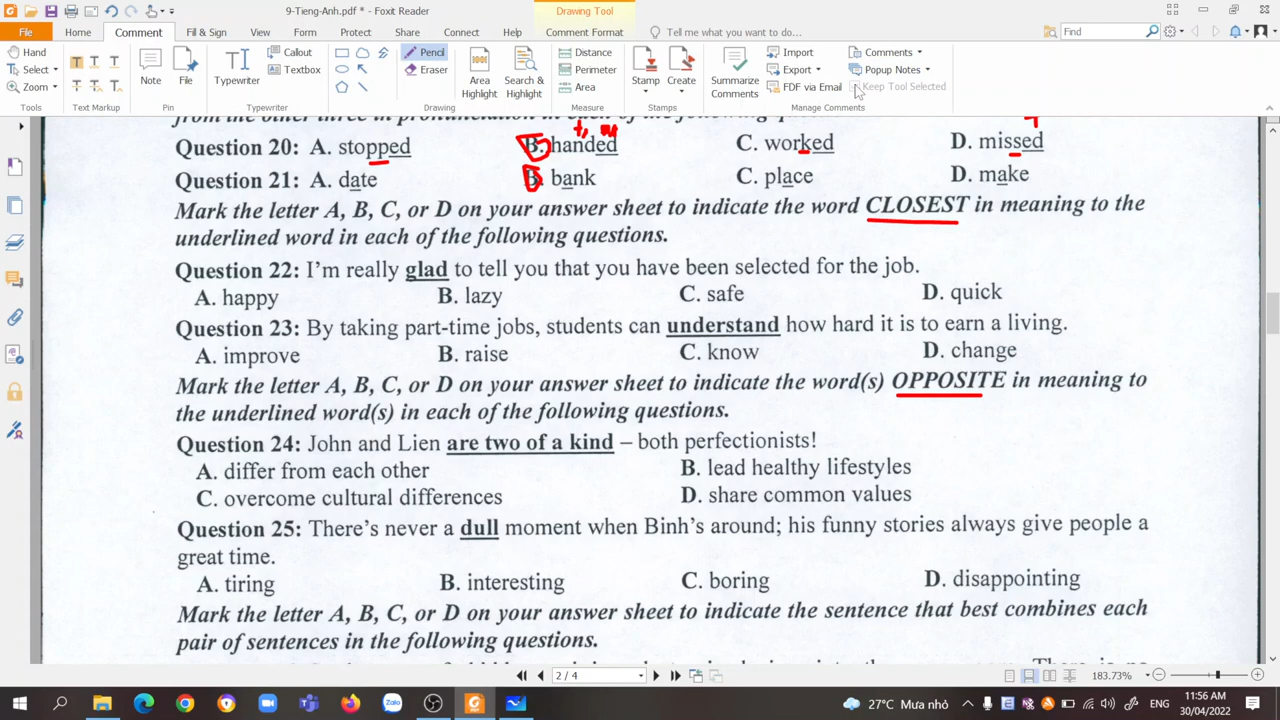 9-Tieng-Anh.pdf * - Foxit Reader
Drawing Tool
File
Home
Comment
Fill & Sign
View
Form
Protect
Share
Connect
Help
Comment Format
Tell me what you want to do...
Find
Hand
Select
Zoom
Tools
Text Markup
Note
File
Pin
Typewriter
Callout
Textbox
Typewriter
Pencil
Eraser
Drawing
Area Highlight
Search & Highlight
Distance
Perimeter
Area
Measure
Stamp
Create
Stamps
Summarize Comments
Import
Export
FDF via Email
Comments
Popup Notes
Keep Tool Selected
Manage Comments
from the other three in pronunciation in each of the following
Question 20: A. stopped B. handed C. worked D. missed
Question 21: A. date B. bank C. place D. make
Mark the letter A, B, C, or D on your answer sheet to indicate the word CLOSEST in meaning to the
underlined word in each of the following questions.
Question 22: I'm really glad to tell you that you have been selected for the job.
A. happy B. lazy C. safe D. quick
Question 23: By taking part-time jobs, students can understand how hard it is to earn a living.
A. improve B. raise C. know D. change
Mark the letter A, B, C, or D on your answer sheet to indicate the word(s) OPPOSITE in meaning to
the underlined word(s) in each of the following questions.
Question 24: John and Lien are two of a kind – both perfectionists!
A. differ from each other B. lead healthy lifestyles
C. overcome cultural differences D. share common values
Question 25: There's never a dull moment when Binh's around; his funny stories always give people a
great time.
A. tiring B. interesting C. boring D. disappointing
Mark the letter A, B, C, or D on your answer sheet to indicate the sentence that best combines each
pair of sentences in the following questions.
2 / 4
183.73%
Zalo
27°C Mưa nhỏ
ENG
11:56 AM
30/04/2022